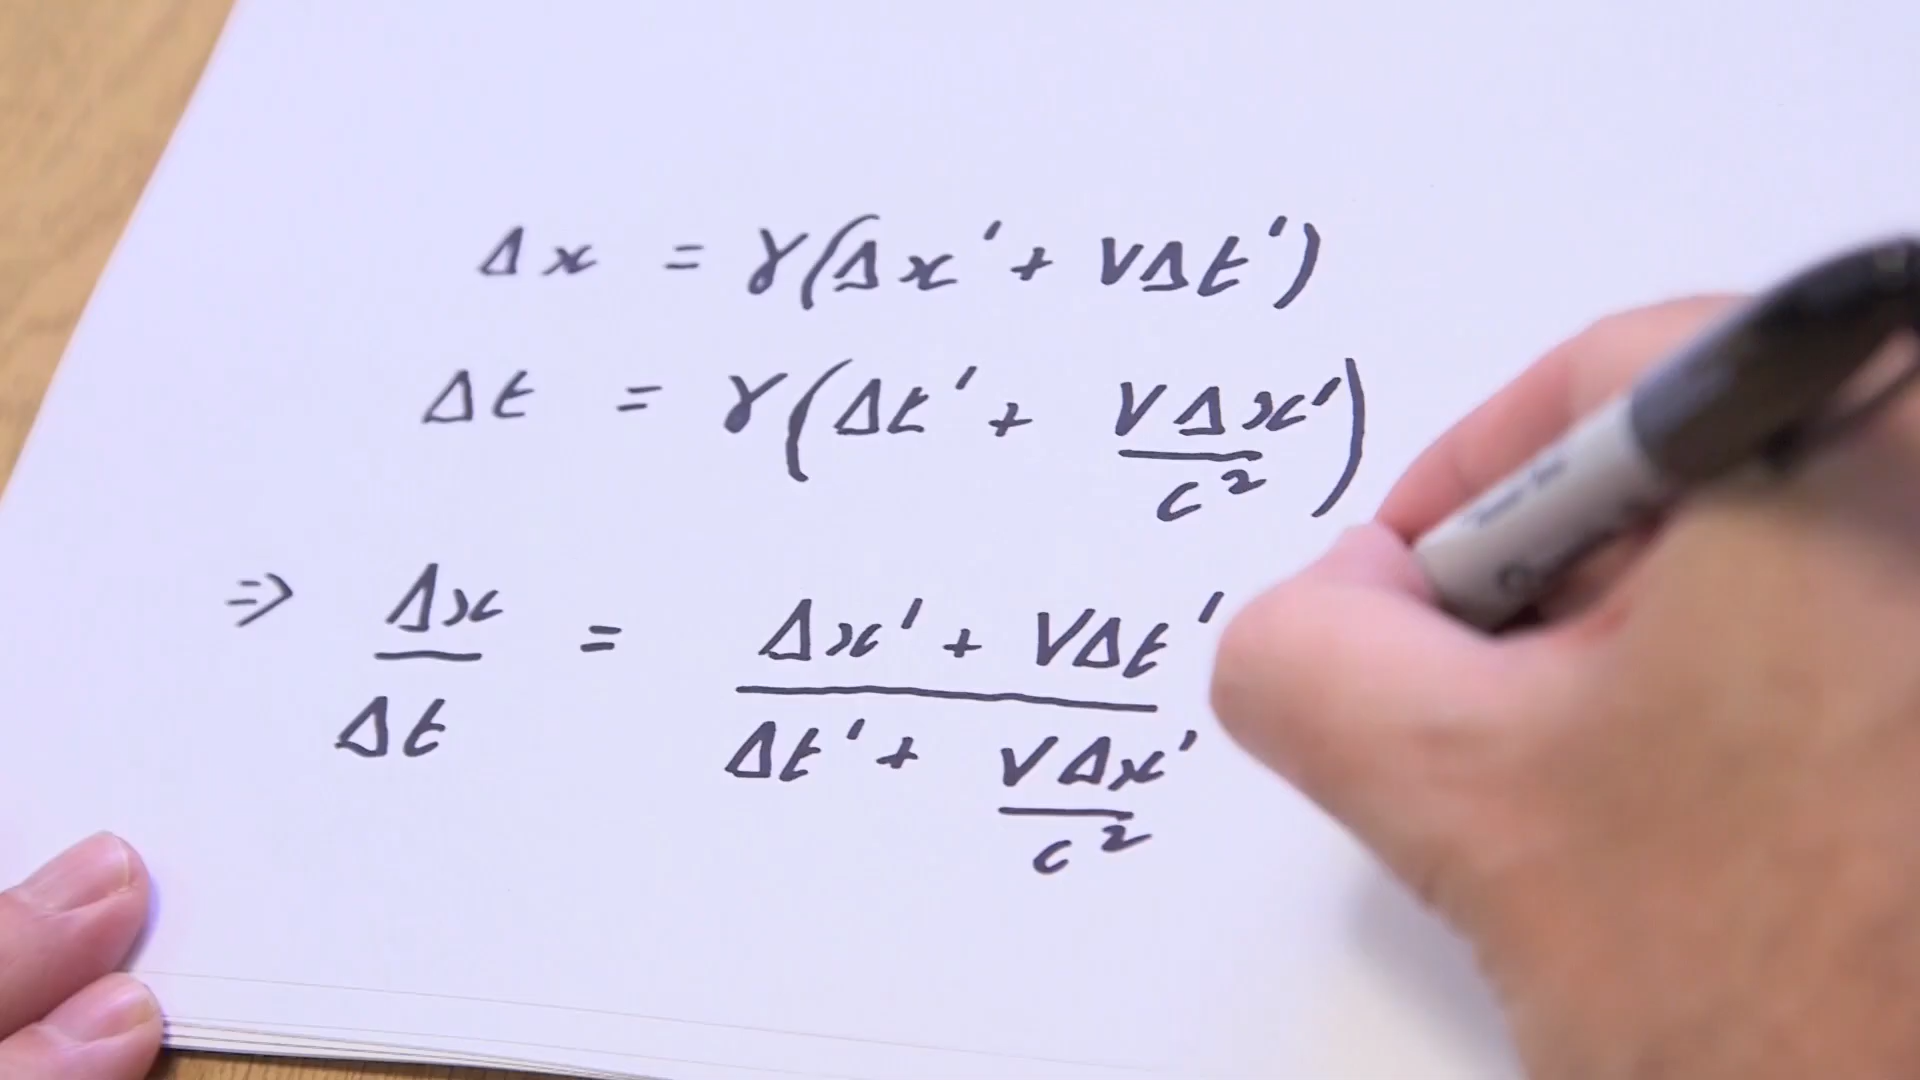 Δx = γ(Δx′ + VΔt′)
Δt = γ(Δt′ + VΔx′/c²)
⇒ Δx/Δt = (Δx′ + VΔt′)/(Δt′ + VΔx′/c²)